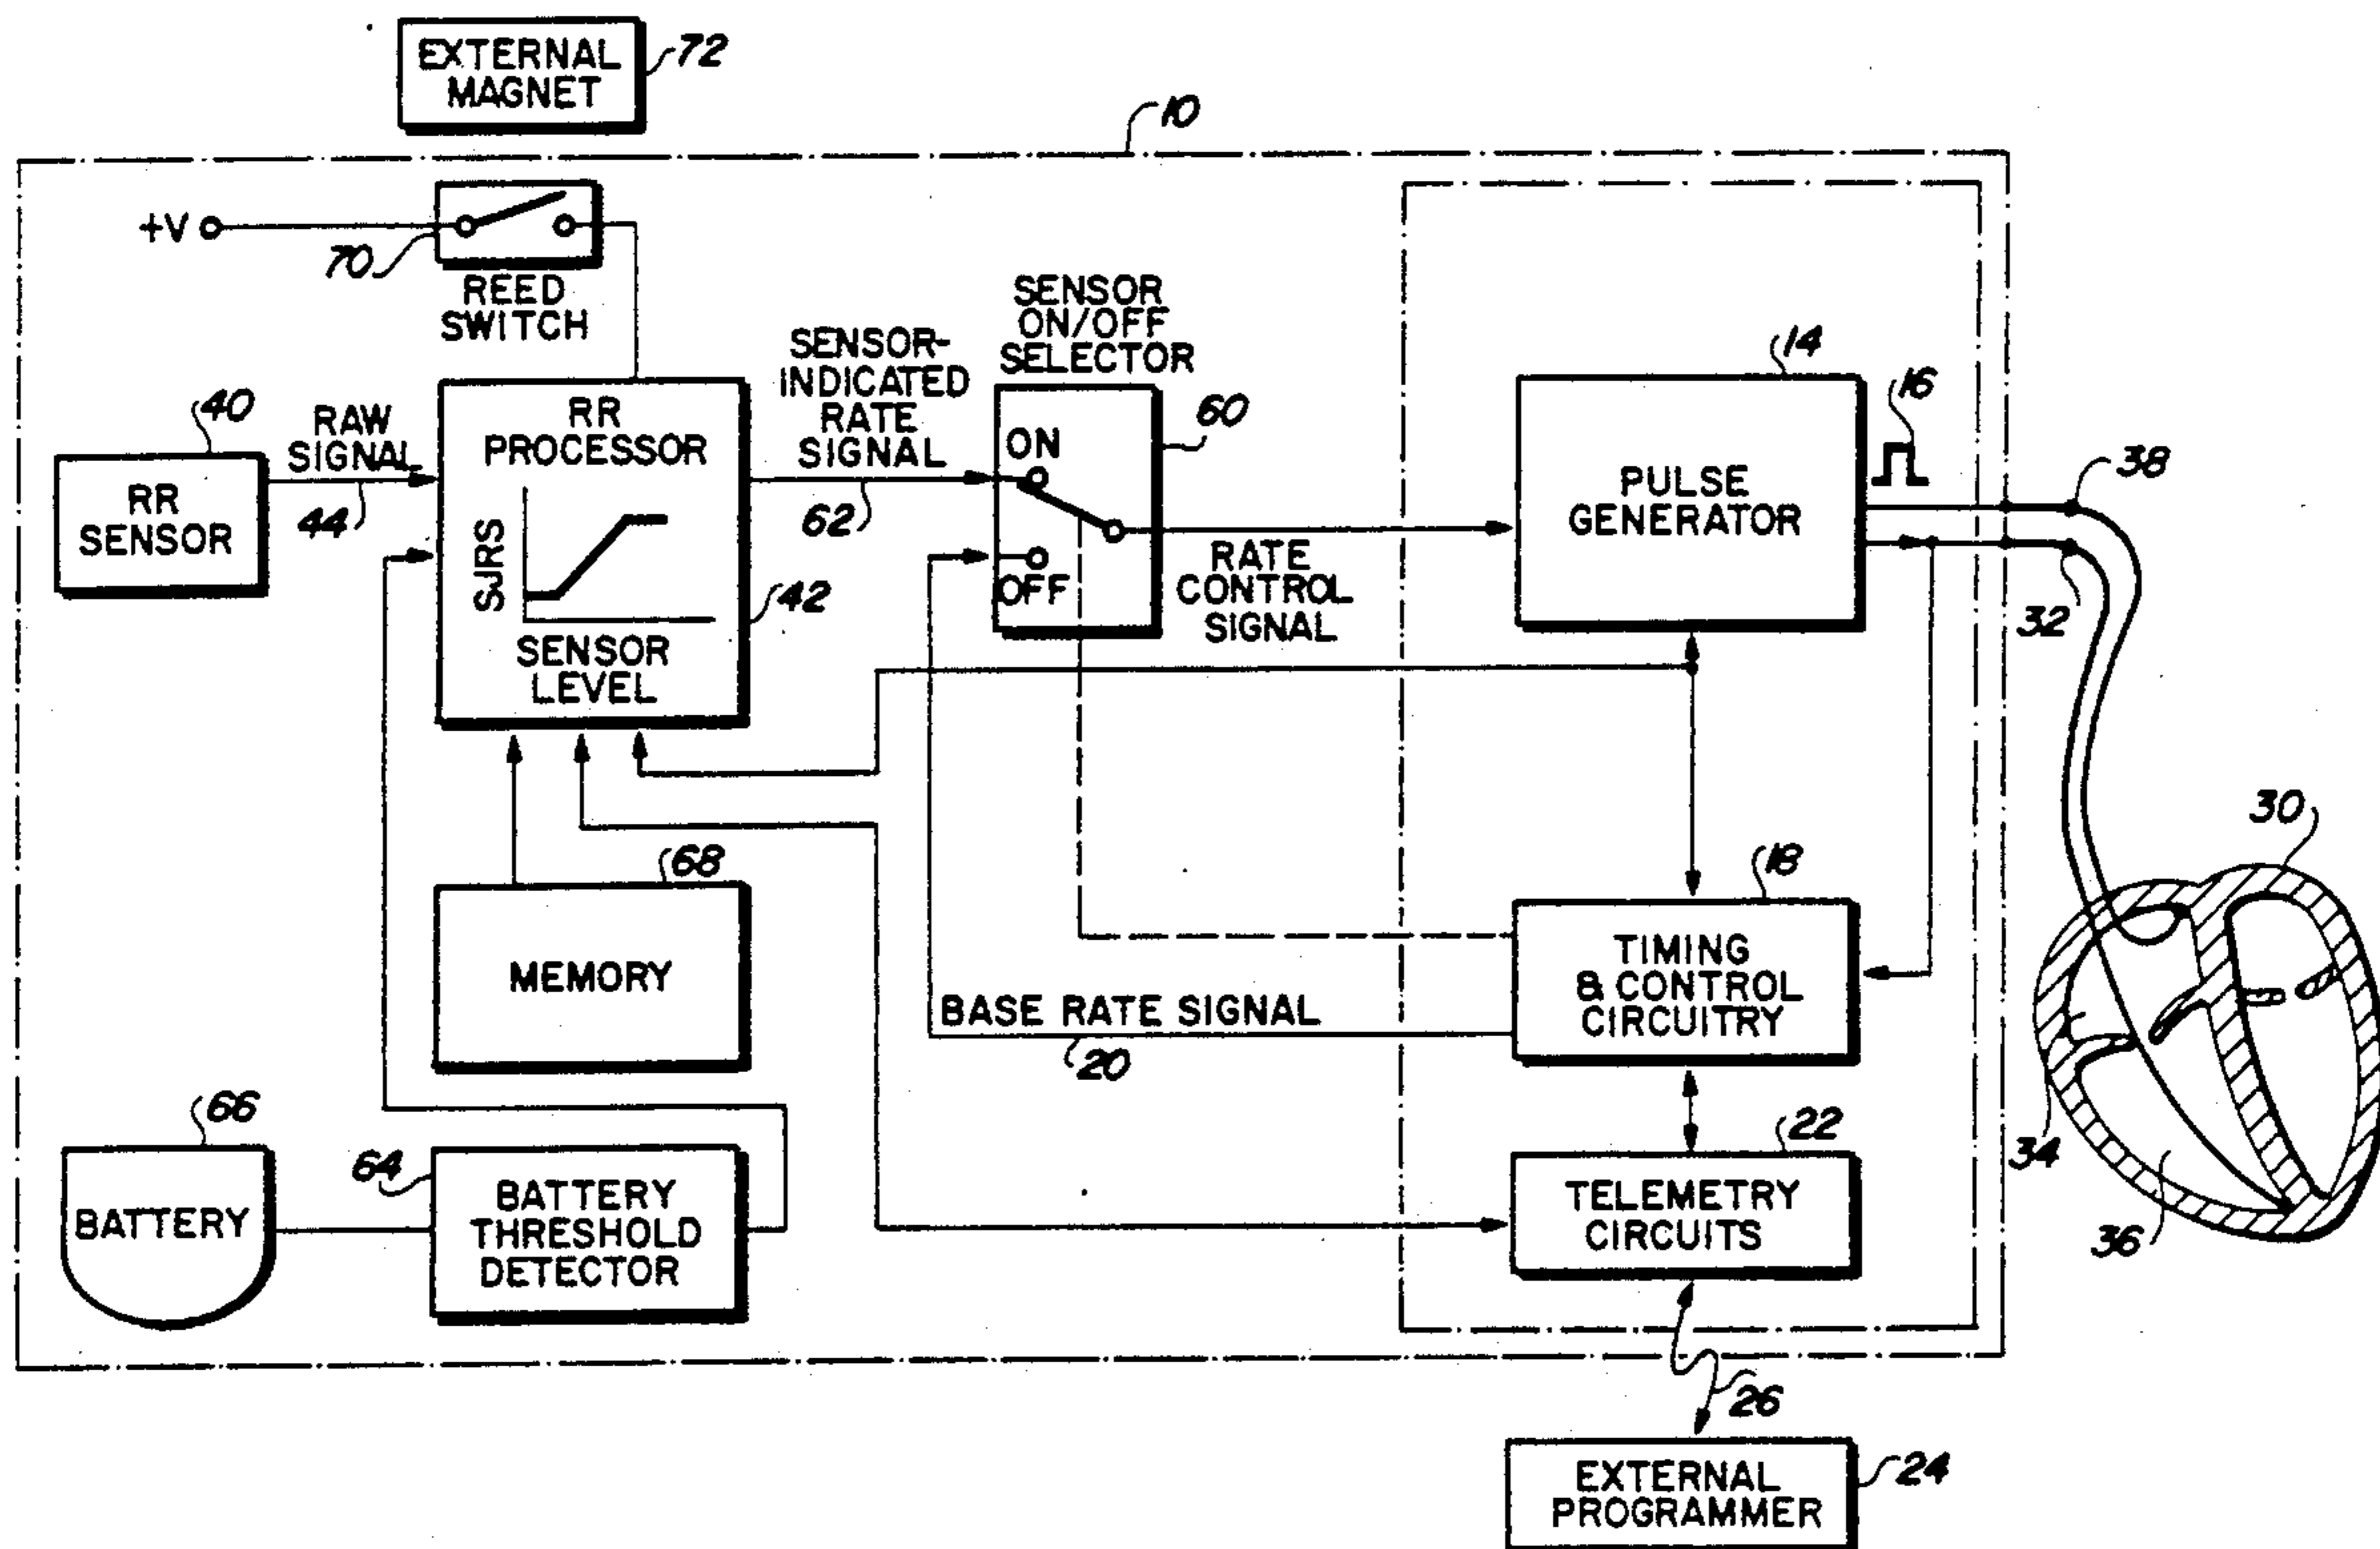 EXTERNAL
MAGNET
72
10
+V
70
REED
SWITCH
SENSOR
ON/OFF
SELECTOR
SENSOR-
INDICATED
RATE
SIGNAL
62
40
RAW
SIGNAL
44
RR
SENSOR
RR
PROCESSOR
SJRS
SENSOR
LEVEL
42
ON
OFF
60
RATE
CONTROL
SIGNAL
14
PULSE
GENERATOR
16
38
32
30
34
36
68
MEMORY
18
TIMING
& CONTROL
CIRCUITRY
BASE RATE SIGNAL
20
66
BATTERY
64
BATTERY
THRESHOLD
DETECTOR
22
TELEMETRY
CIRCUITS
26
EXTERNAL
PROGRAMMER
24